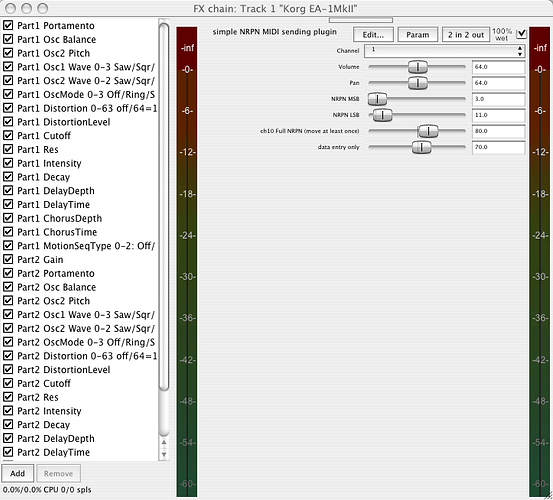 FX chain: Track 1 "Korg EA-1MkII"
Part1 Portamento
Part1 Osc Balance
Part1 Osc2 Pitch
Part1 Osc1 Wave 0-3 Saw/Sqr/
Part1 Osc2 Wave 0-2 Saw/Sqr/
Part1 OscMode 0-3 Off/Ring/S
Part1 Distortion 0-63 off/64=1
Part1 DistortionLevel
Part1 Cutoff
Part1 Res
Part1 Intensity
Part1 Decay
Part1 DelayDepth
Part1 DelayTime
Part1 ChorusDepth
Part1 ChorusTime
Part1 MotionSeqType 0-2: Off/
Part2 Gain
Part2 Portamento
Part2 Osc Balance
Part2 Osc2 Pitch
Part2 Osc1 Wave 0-3 Saw/Sqr/
Part2 Osc2 Wave 0-2 Saw/Sqr/
Part2 OscMode 0-3 Off/Ring/S
Part2 Distortion 0-63 off/64=1
Part2 DistortionLevel
Part2 Cutoff
Part2 Res
Part2 Intensity
Part2 Decay
Part2 DelayDepth
Part2 DelayTime
Add Remove
0.0%/0.0% CPU 0/0 spls
-inf
-0-
-6-
-12-
-18-
-24-
-30-
-36-
-42-
-48-
-54-
-60-
simple NRPN MIDI sending plugin Edit... Param 2 in 2 out 100% wet
Channel 1
Volume 64.0
Pan 64.0
NRPN MSB 3.0
NRPN LSB 11.0
ch10 Full NRPN (move at least once) 80.0
data entry only 70.0
-inf
-0-
-6-
-12-
-18-
-24-
-30-
-36-
-42-
-48-
-54-
-60-